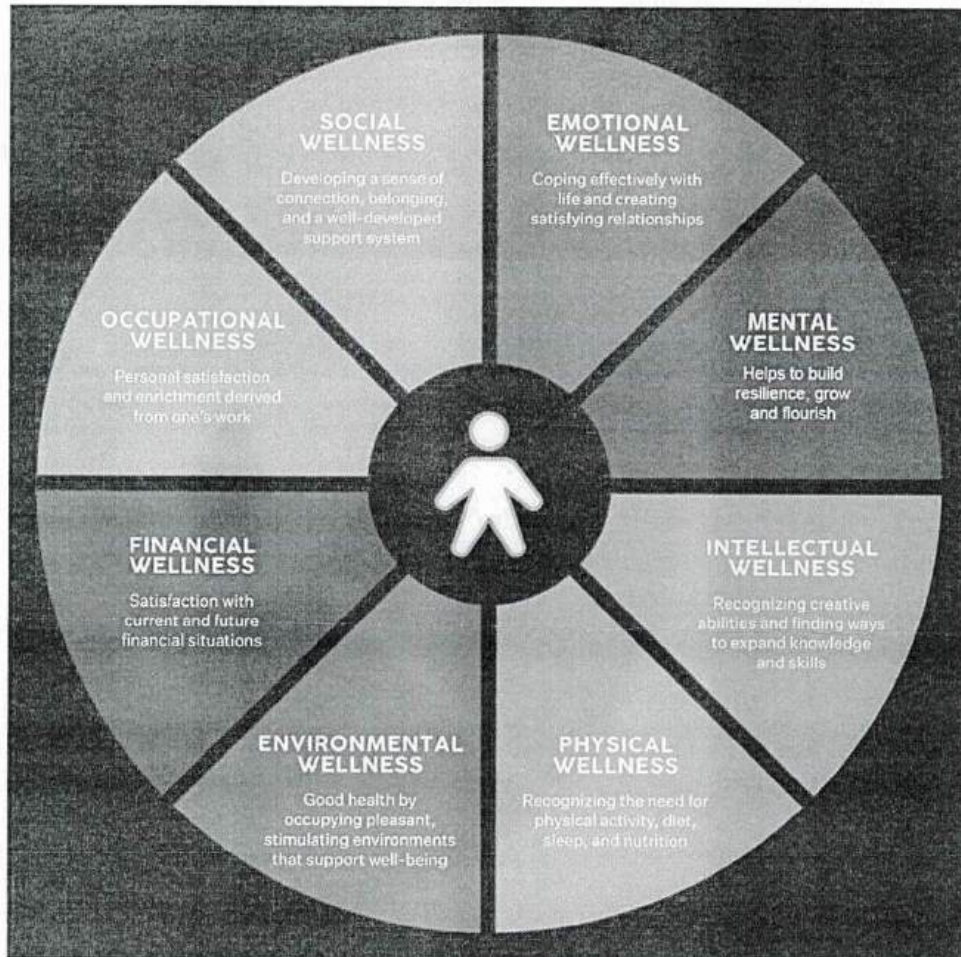 SOCIAL
WELLNESS
Developing a sense of
connection, belonging,
and a well-developed
support system
EMOTIONAL
WELLNESS
Coping effectively with
life and creating
satisfying relationships
MENTAL
WELLNESS
Helps to build
resilience, grow
and flourish
INTELLECTUAL
WELLNESS
Recognizing creative
abilities and finding ways
to expand knowledge
and skills
PHYSICAL
WELLNESS
Recognizing the need for
physical activity, diet,
sleep, and nutrition
ENVIRONMENTAL
WELLNESS
Good health by
occupying pleasant,
stimulating environments
that support well-being
FINANCIAL
WELLNESS
Satisfaction with
current and future
financial situations
OCCUPATIONAL
WELLNESS
Personal satisfaction
and enrichment derived
from one's work